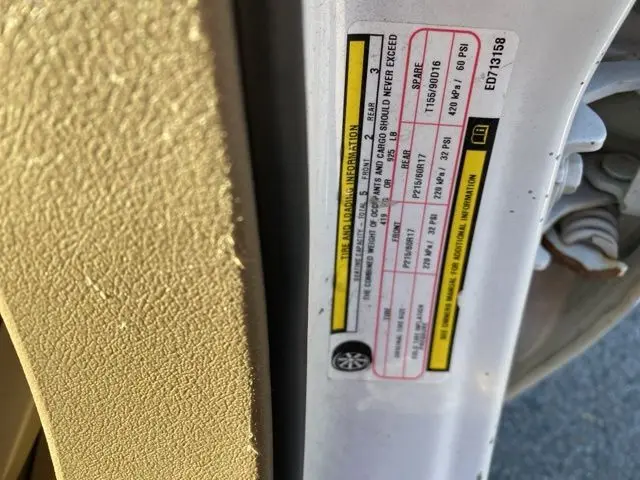 TIRE AND LOADING INFORMATION
SEATING CAPACITY - TOTAL 5 FRONT 2 REAR 3
THE COMBINED WEIGHT OF OCCUPANTS AND CARGO SHOULD NEVER EXCEED
419 KG OR 925 LB
TIRE FRONT REAR SPARE
ORIGINAL TIRE SIZE P215/60R17 P215/60R17 T155/90D16
COLD TIRE INFLATION PRESSURE 220 kPa / 32 PSI 220 kPa / 32 PSI 420 kPa / 60 PSI
SEE OWNERS MANUAL FOR ADDITIONAL INFORMATION
ED713158